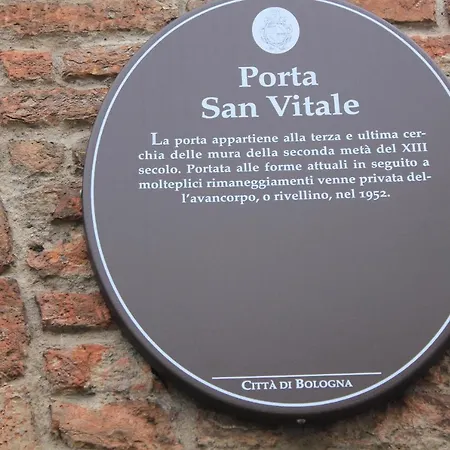 Porta
San Vitale
La porta appartiene alla terza e ultima cer-
chia delle mura della seconda metà del XIII
secolo. Portata alle forme attuali in seguito a
molteplici rimaneggiamenti venne privata del-
l'avancorpo, o rivellino, nel 1952.
Città di Bologna